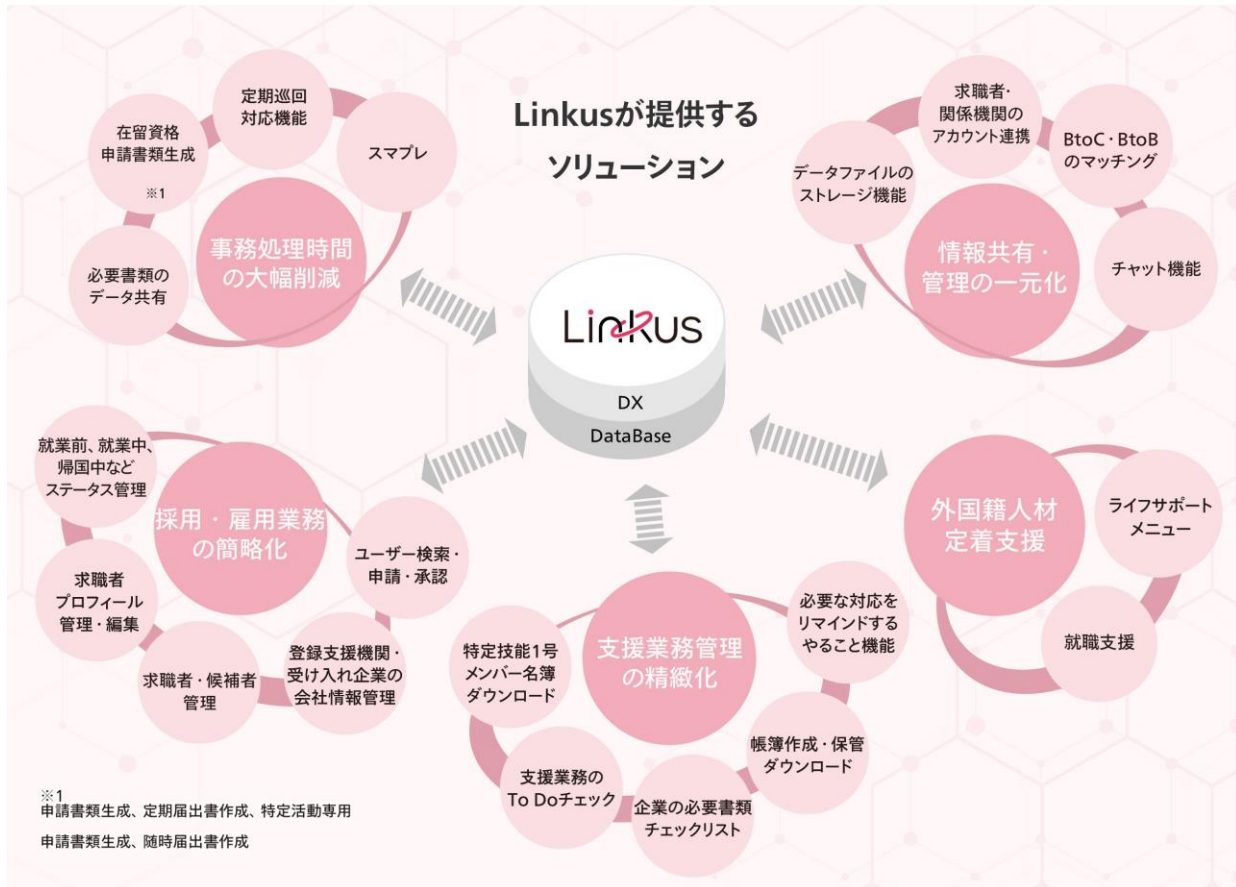 Linkusが提供する
ソリューション
定期巡回
対応機能
在留資格
申請書類生成
※1
スマプレ
必要書類の
データ共有
事務処理時間
の大幅削減
求職者・
関係機関の
アカウント連携
BtoC・BtoB
のマッチング
データファイルの
ストレージ機能
チャット機能
情報共有・
管理の一元化
Linkus
DX
DataBase
就業前、就業中、
帰国中など
ステータス管理
採用・雇用業務
の簡略化
ユーザー検索・
申請・承認
求職者
プロフィール
管理・編集
求職者・候補者
管理
登録支援機関・
受け入れ企業の
会社情報管理
支援業務管理
の精緻化
必要な対応を
リマインドする
やること機能
特定技能1号
メンバー名簿
ダウンロード
帳簿作成・保管
ダウンロード
支援業務の
To Doチェック
企業の必要書類
チェックリスト
外国籍人材
定着支援
ライフサポート
メニュー
就職支援
※1
申請書類生成、定期届出書作成、特定活動専用
申請書類生成、随時届出書作成